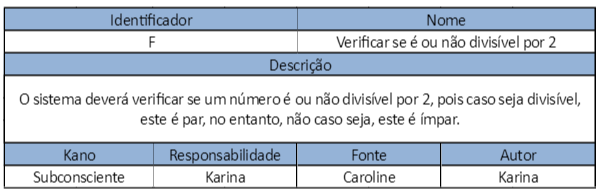 Identificador Nome
F Verificar se é ou não divisível por 2
Descrição
O sistema deverá verificar se um número é ou não divisível por 2, pois caso seja divisível,
este é par, no entanto, não caso seja, este é ímpar.
Kano Responsabilidade Fonte Autor
Subconsciente Karina Caroline Karina